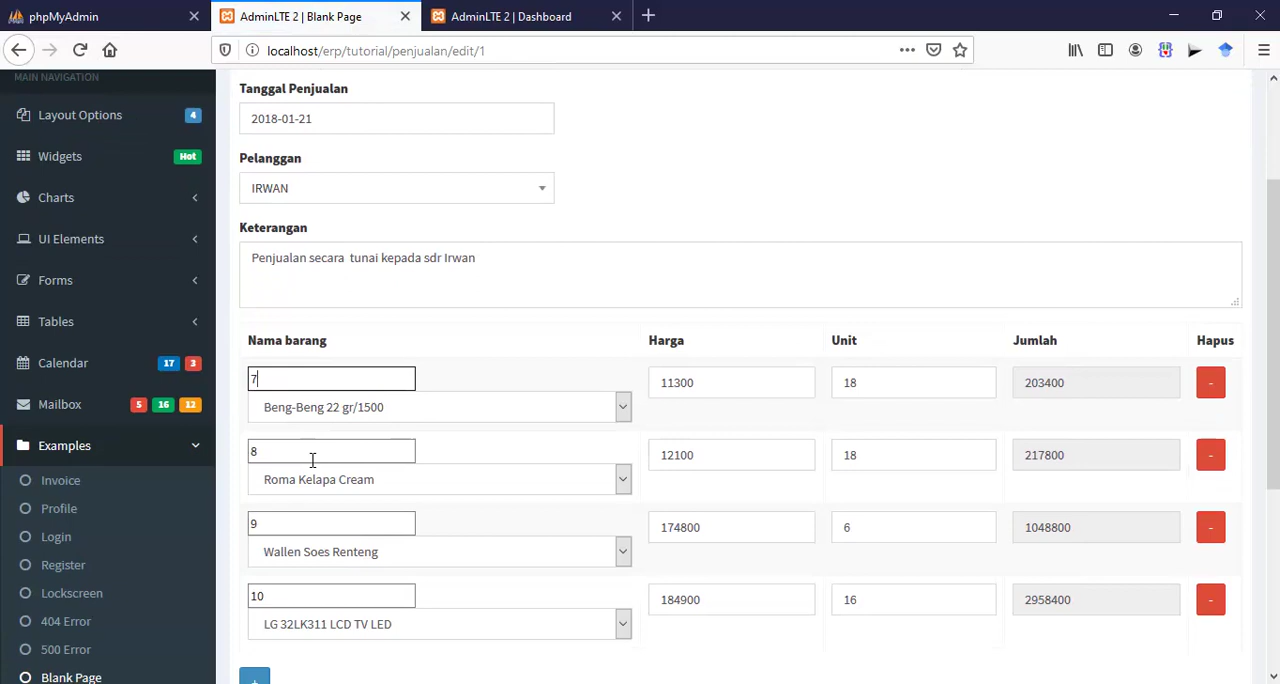 phpMyAdmin
AdminLTE 2 | Blank Page
AdminLTE 2 | Dashboard
localhost/erp/tutorial/penjualan/edit/1
MAIN NAVIGATION
Layout Options 4
Widgets Hot
Charts
UI Elements
Forms
Tables
Calendar 17 3
Mailbox 5 16 12
Examples
Invoice
Profile
Login
Register
Lockscreen
404 Error
500 Error
Blank Page
Tanggal Penjualan
2018-01-21
Pelanggan
IRWAN
Keterangan
Penjualan secara  tunai kepada sdr Irwan
Nama barang Harga Unit Jumlah Hapus
7
Beng-Beng 22 gr/1500 11300 18 203400 -
8
Roma Kelapa Cream 12100 18 217800 -
9
Wallen Soes Renteng 174800 6 1048800 -
10
LG 32LK311 LCD TV LED 184900 16 2958400 -
+